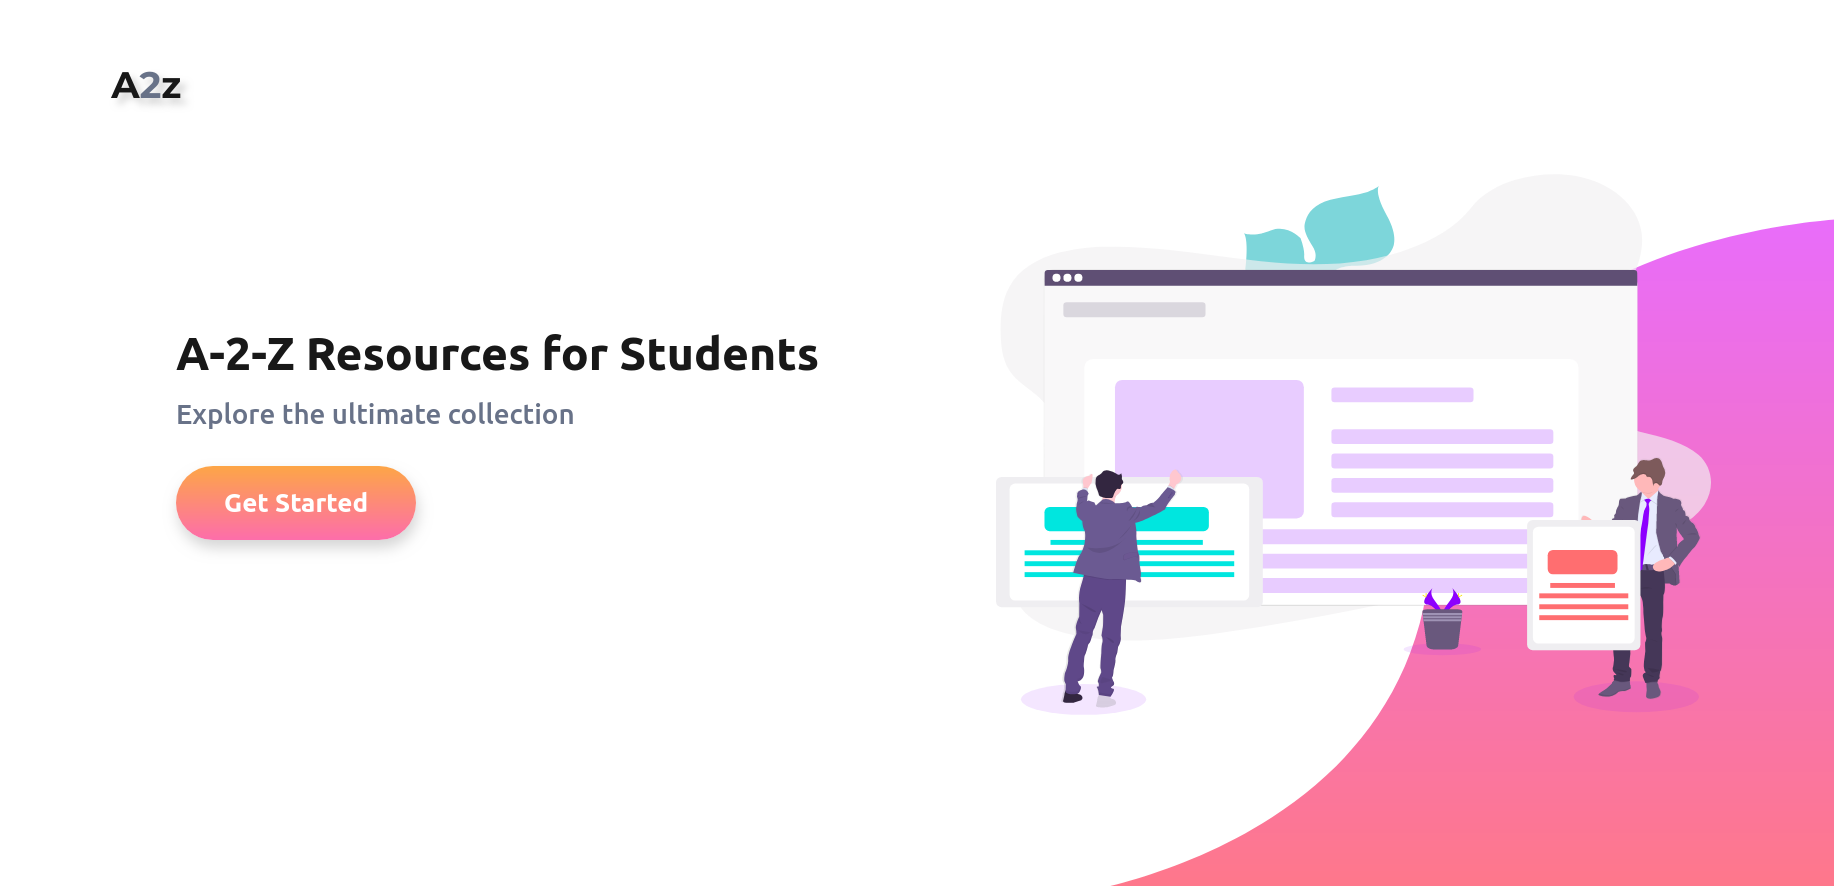 A2z
A-2-Z Resources for Students
Explore the ultimate collection
Get Started